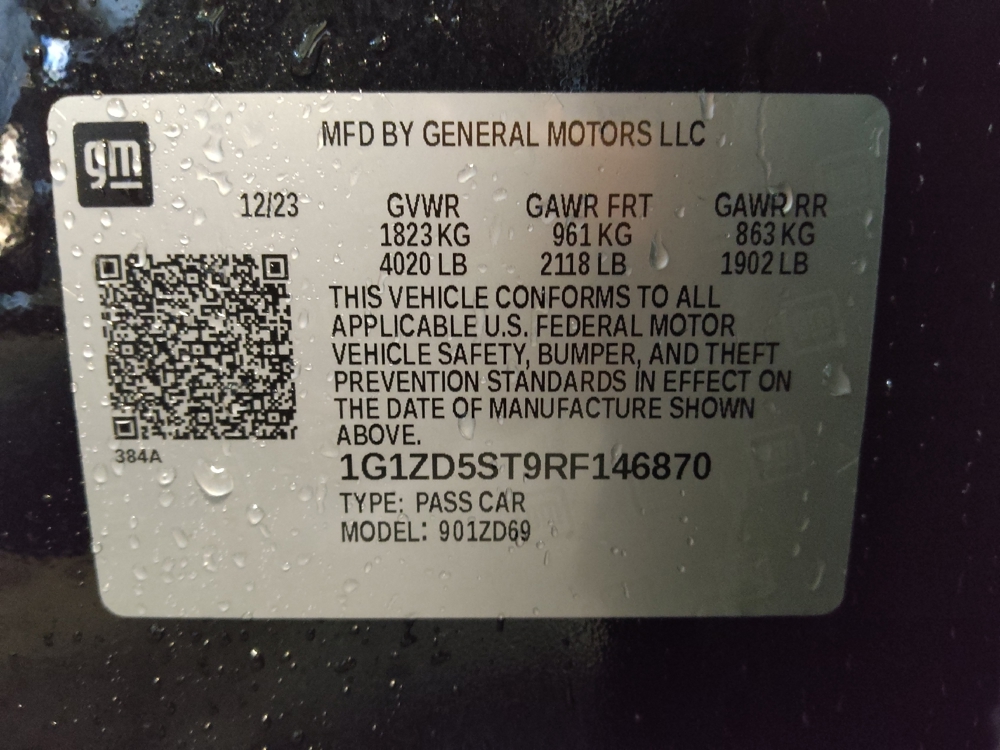 gm
MFD BY GENERAL MOTORS LLC
12/23 GVWR GAWR FRT GAWR RR
1823 KG 961 KG 863 KG
4020 LB 2118 LB 1902 LB
THIS VEHICLE CONFORMS TO ALL
APPLICABLE U.S. FEDERAL MOTOR
VEHICLE SAFETY, BUMPER, AND THEFT
PREVENTION STANDARDS IN EFFECT ON
THE DATE OF MANUFACTURE SHOWN
ABOVE.
384A
1G1ZD5ST9RF146870
TYPE: PASS CAR
MODEL: 901ZD69